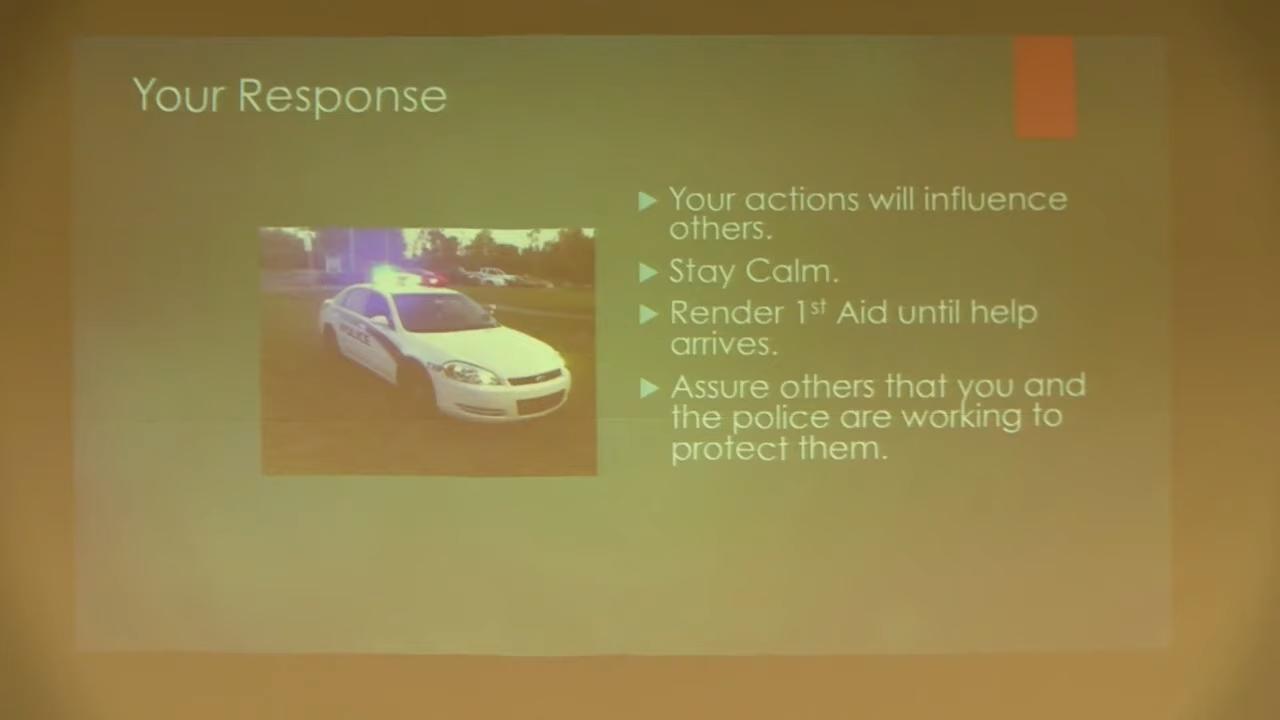 Your Response
Your actions will influence
others.
Stay Calm.
Render 1st Aid until help
arrives.
Assure others that you and
the police are working to
protect them.
POLICE